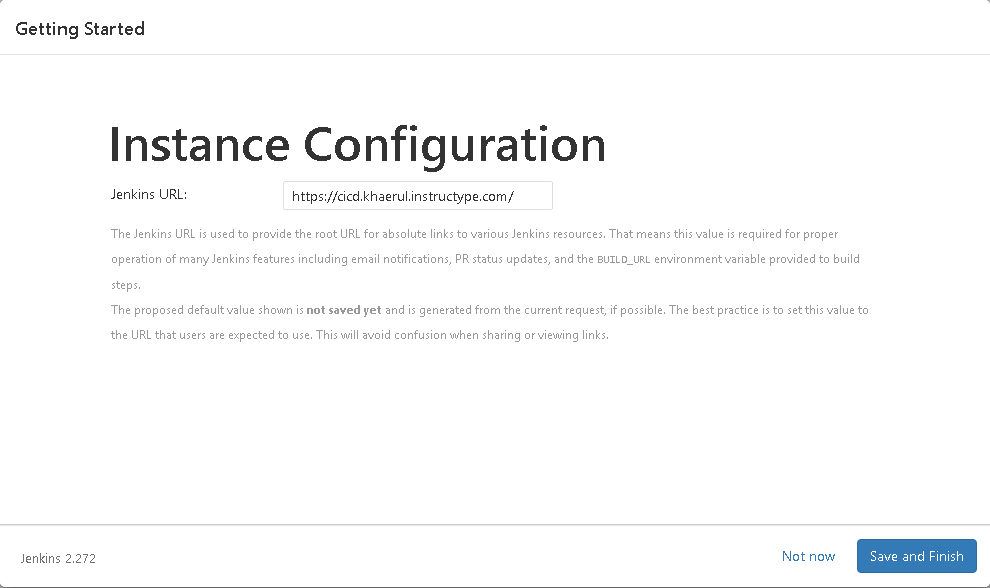 Getting Started
Instance Configuration
Jenkins URL:
https://cicd.khaerul.instructype.com/
The Jenkins URL is used to provide the root URL for absolute links to various Jenkins resources. That means this value is required for proper
operation of many Jenkins features including email notifications, PR status updates, and the BUILD_URL environment variable provided to build
steps.
The proposed default value shown is not saved yet and is generated from the current request, if possible. The best practice is to set this value to
the URL that users are expected to use. This will avoid confusion when sharing or viewing links.
Jenkins 2.272
Not now
Save and Finish